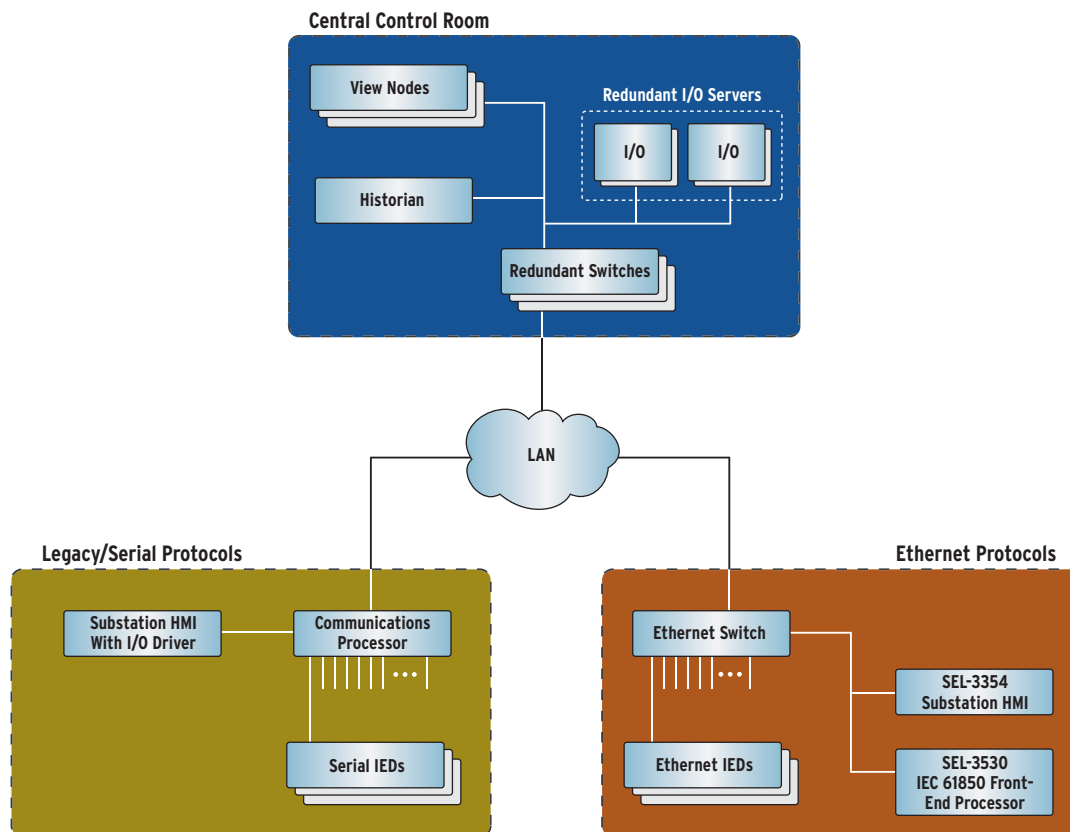 Central Control Room
View Nodes
Redundant I/O Servers
I/O
I/O
Historian
Redundant Switches
LAN
Legacy/Serial Protocols
Substation HMI
With I/O Driver
Communications
Processor
Serial IEDs
Ethernet Protocols
Ethernet Switch
SEL-3354
Substation HMI
Ethernet IEDs
SEL-3530
IEC 61850 Front-
End Processor